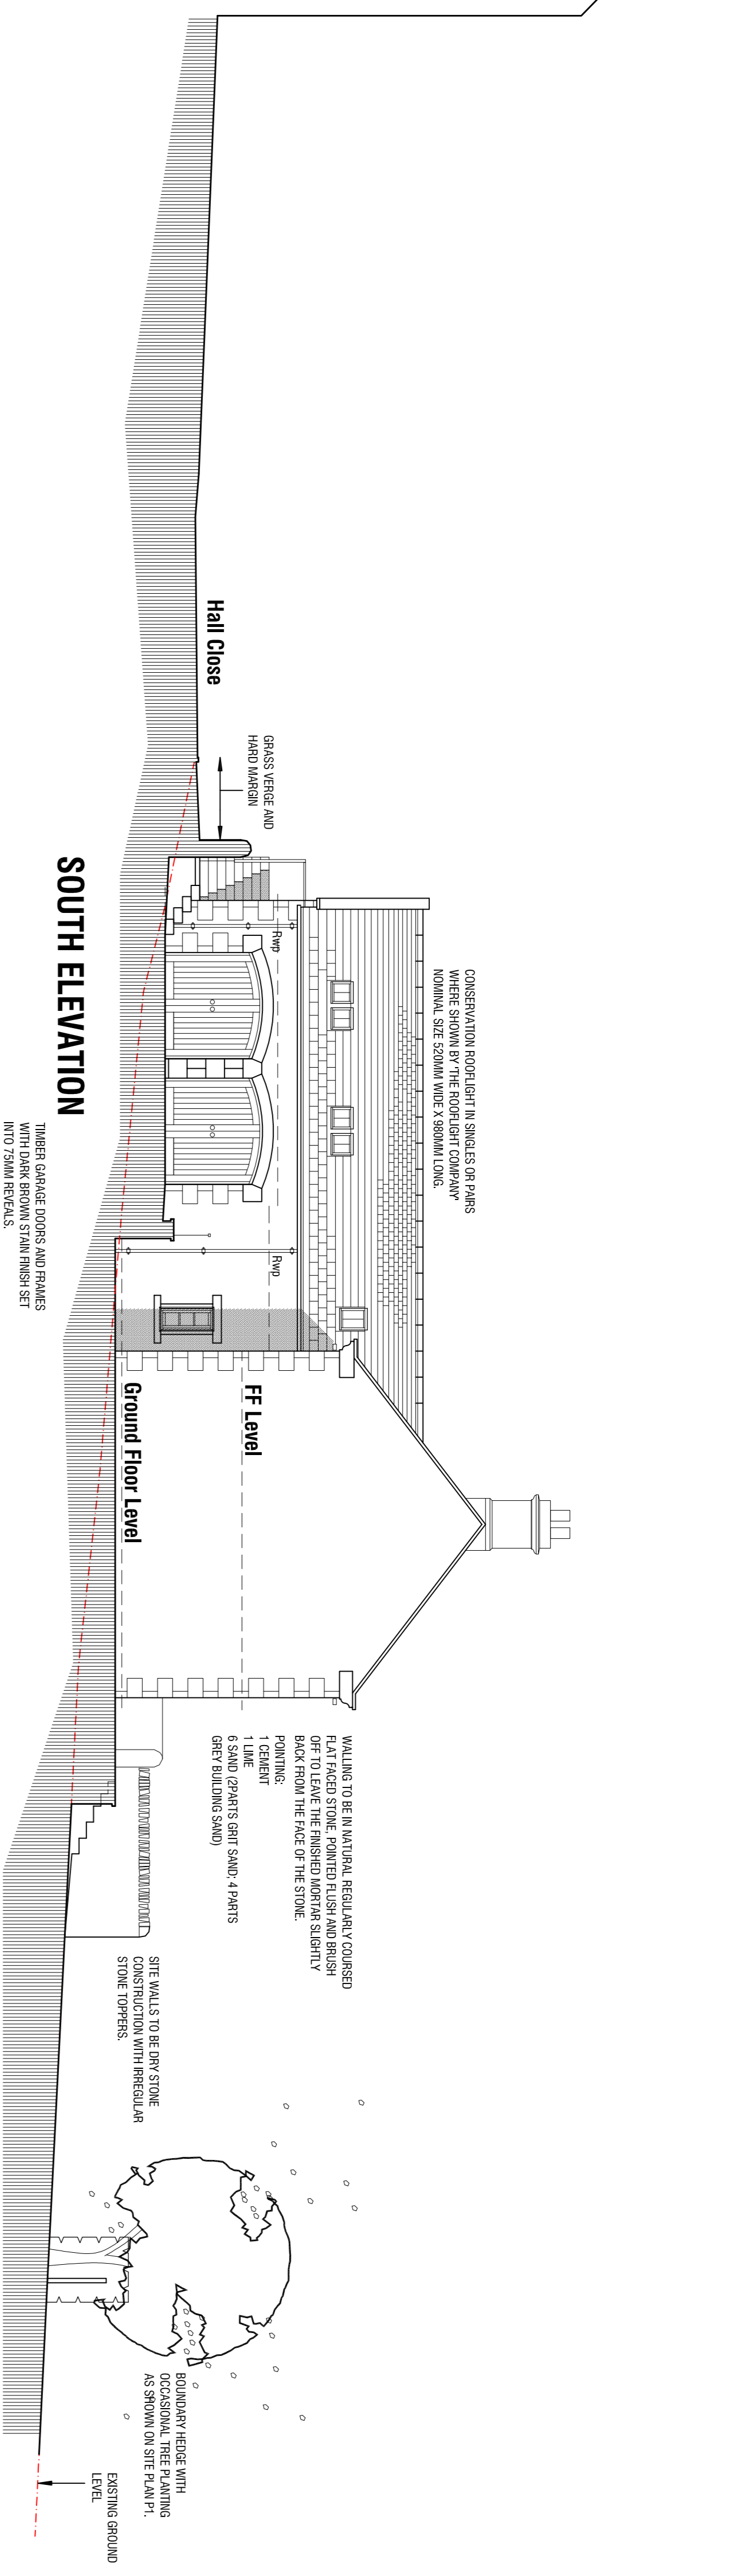 CONSERVATION ROOFLIGHT IN SINGLES OR PAIRS
WHERE SHOWN BY 'THE ROOFLIGHT COMPANY'
NOMINAL SIZE 520MM WIDE X 980MM LONG.
GRASS VERGE AND
HARD MARGIN
Hall Close
Rwp
Rwp
FF Level
Ground Floor Level
WALLING TO BE IN NATURAL REGULARLY COURSED
FLAT FACED STONE, POINTED FLUSH AND BRUSH
OFF TO LEAVE THE FINISHED MORTAR SLIGHTLY
BACK FROM THE FACE OF THE STONE.
POINTING:
1 CEMENT
1 LIME
6 SAND (2PARTS GRIT SAND; 4 PARTS
GREY BUILDING SAND)
SITE WALLS TO BE DRY STONE
CONSTRUCTION WITH IRREGULAR
STONE TOPPERS.
BOUNDARY HEDGE WITH
OCCASIONAL TREE PLANTING
AS SHOWN ON SITE PLAN P1.
EXISTING GROUND
LEVEL
SOUTH ELEVATION
TIMBER GARAGE DOORS AND FRAMES
WITH DARK BROWN STAIN FINISH SET
INTO 75MM REVEALS.